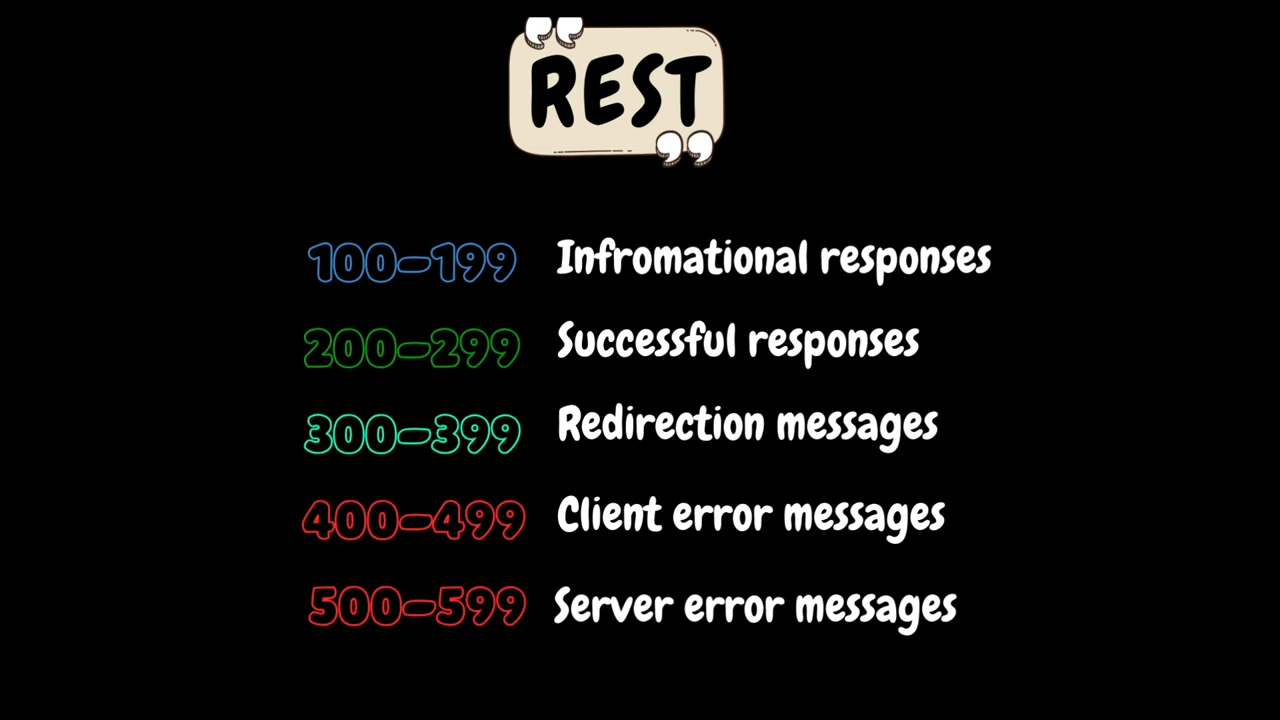 REST
100-199 Infromational responses
200-299 Successful responses
300-399 Redirection messages
400-499 Client error messages
500-599 Server error messages